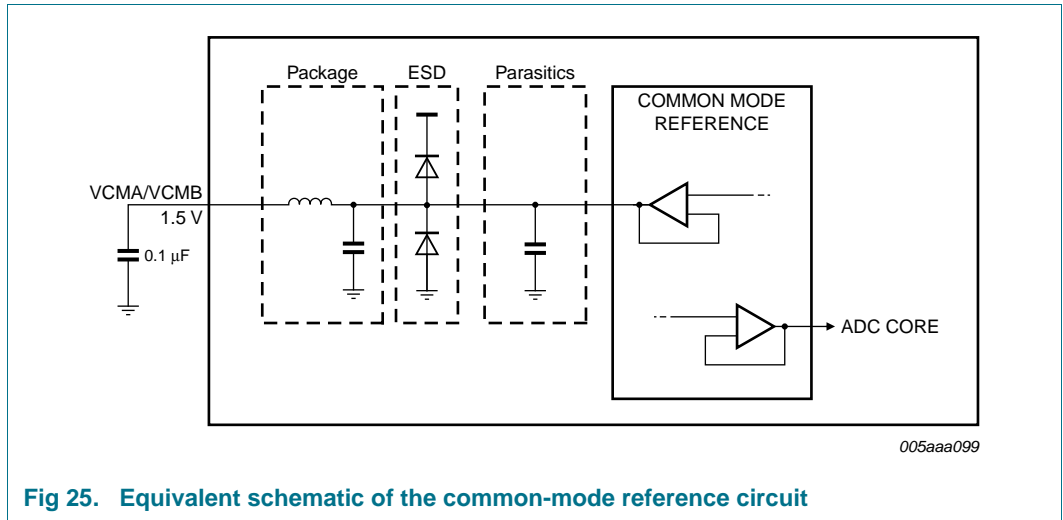 Package
ESD
Parasitics
COMMON MODE
REFERENCE
VCMA/VCMB
1.5 V
0.1 μF
ADC CORE
005aaa099
Fig 25. Equivalent schematic of the common-mode reference circuit